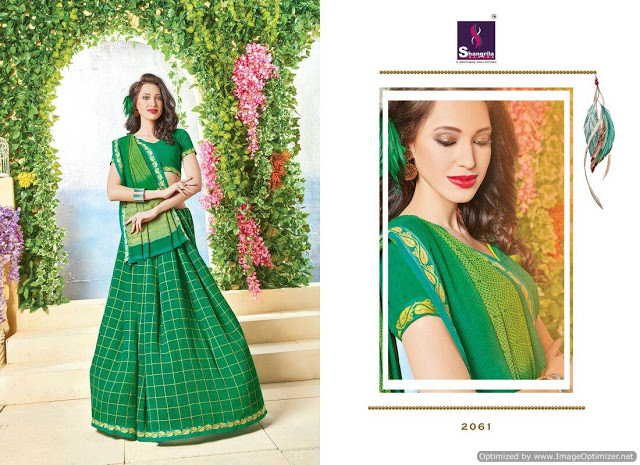 Shangrila
A BOUTIQUE COLLECTION
2061
Optimized by www.ImageOptimizer.net